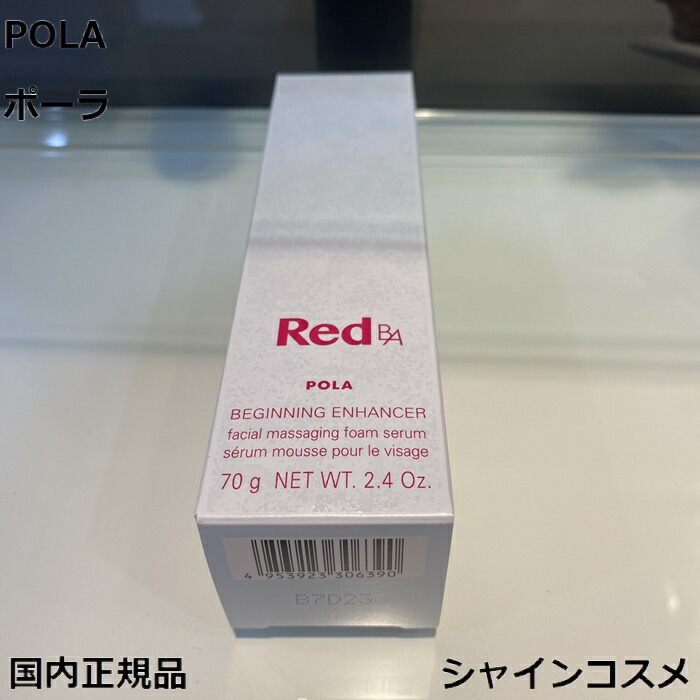 POLA
ポーラ
Red BA
POLA
BEGINNING ENHANCER
facial massaging foam serum
sérum mousse pour le visage
70 g NET WT. 2.4 Oz.
4 953923 306390
B7D23
国内正規品
シャインコスメ